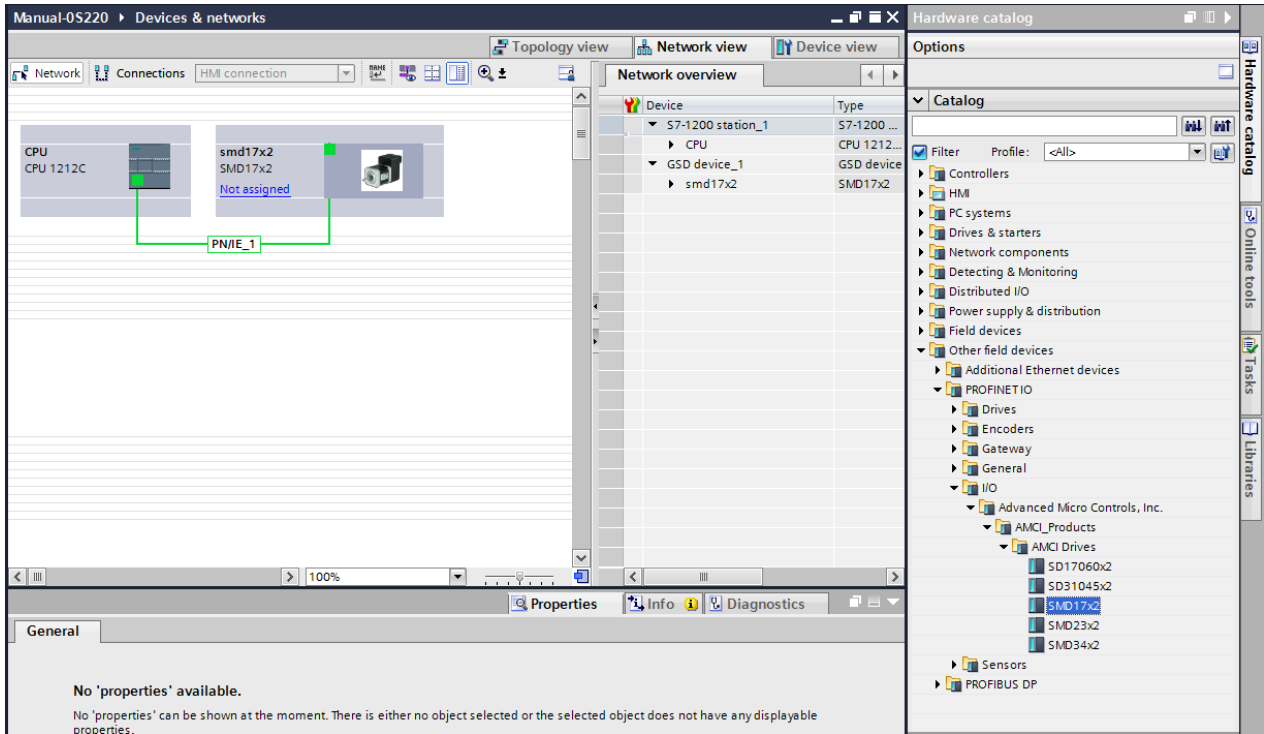 Manual-0S220 ▸ Devices & networks
Topology view
Network view
Device view
Network
Connections
HMI connection
CPU
CPU 1212C
smd17x2
SMD17x2
Not assigned
PN/IE_1
100%
Network overview
Device Type
S7-1200 station_1 S7-1200 ...
CPU CPU 1212...
GSD device_1 GSD device
smd17x2 SMD17x2
Properties
Info
Diagnostics
General
No 'properties' available.
No 'properties' can be shown at the moment. There is either no object selected or the selected object does not have any displayable
properties.
Hardware catalog
Options
Catalog
Filter Profile: <All>
Controllers
HMI
PC systems
Drives & starters
Network components
Detecting & Monitoring
Distributed I/O
Power supply & distribution
Field devices
Other field devices
Additional Ethernet devices
PROFINET IO
Drives
Encoders
Gateway
General
I/O
Advanced Micro Controls, Inc.
AMCI_Products
AMCI Drives
SD17060x2
SD31045x2
SMD17x2
SMD23x2
SMD34x2
Sensors
PROFIBUS DP
Hardware catalog
Online tools
Tasks
Libraries